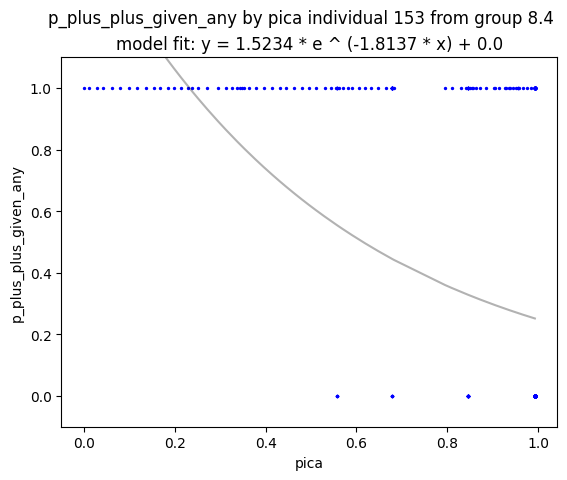 p_plus_plus_given_any by pica individual 153 from group 8.4
model fit: y = 1.5234 * e ^ (-1.8137 * x) + 0.0
1.0
0.8
0.6
0.4
0.2
0.0
p_plus_plus_given_any
0.0 0.2 0.4 0.6 0.8 1.0
pica